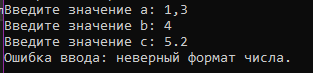 Введите значение a: 1,3
Введите значение b: 4
Введите значение c: 5.2
Ошибка ввода: неверный формат числа.